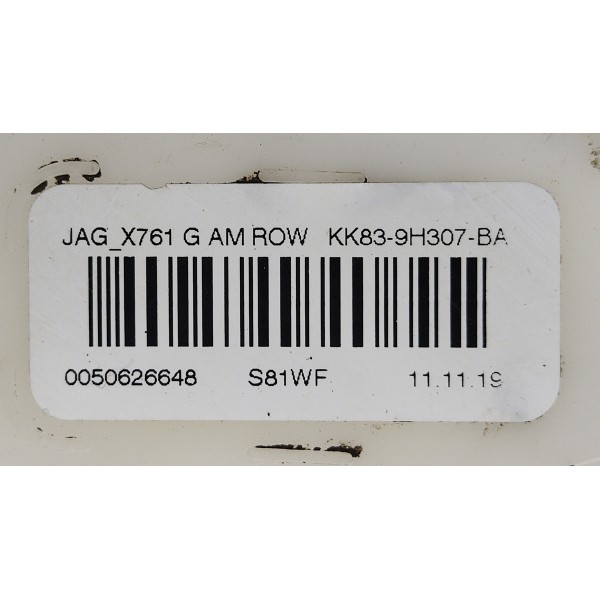 JAG_X761 G AM ROW KK83-9H307-BA
0050626648 S81WF 11.11.19